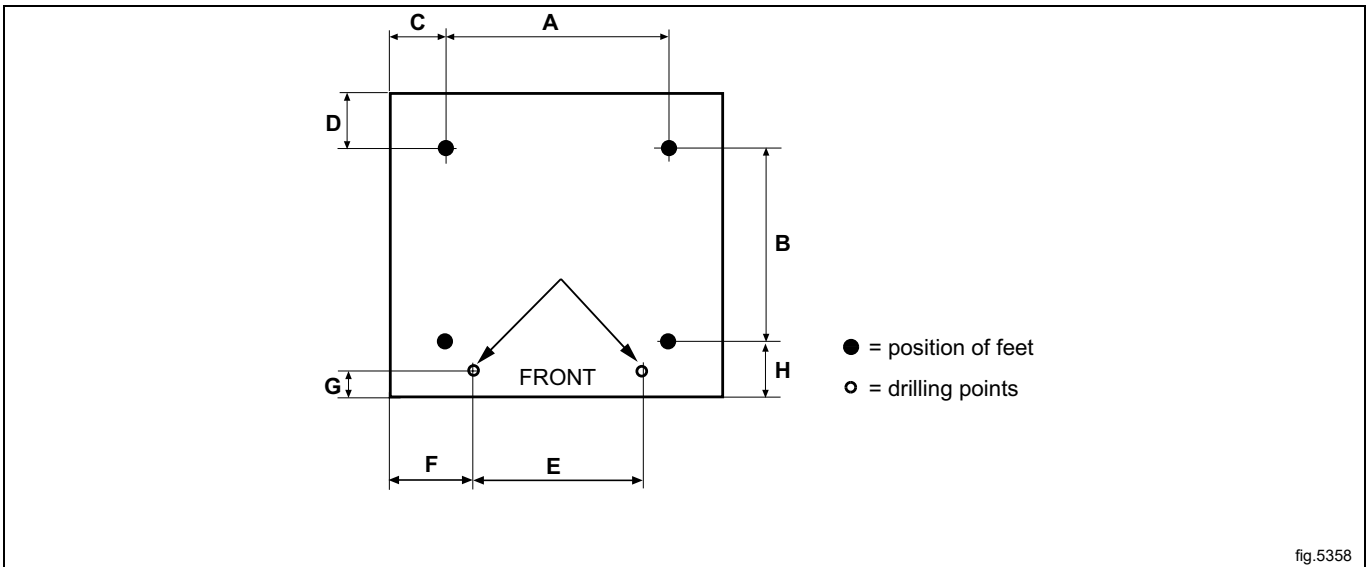 C A
D
B
● = position of feet
H
FRONT
G
○ = drilling points
F E
fig.5358